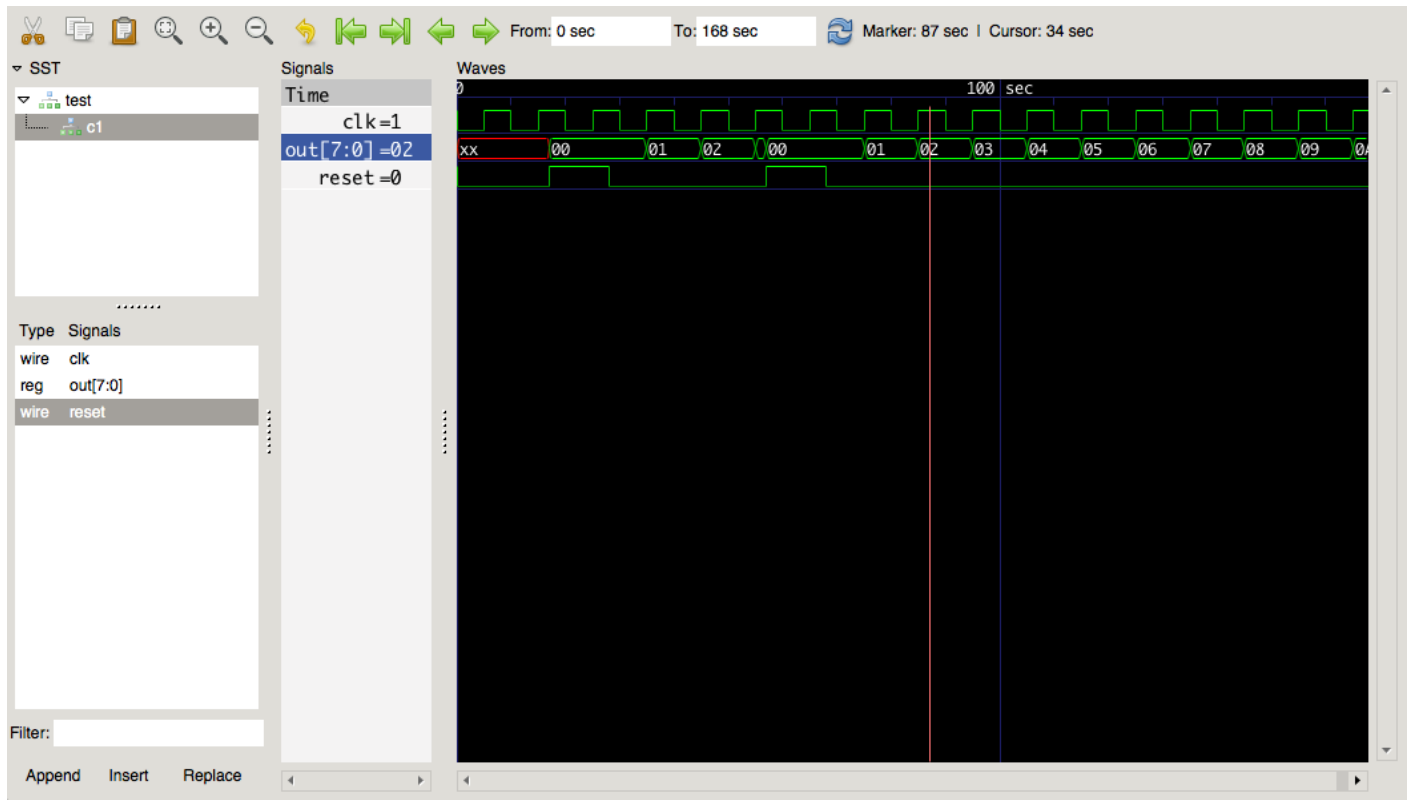 From: 0 sec To: 168 sec Marker: 87 sec | Cursor: 34 sec
SST
test
c1
Type Signals
wire clk
reg out[7:0]
wire reset
Filter:
Append Insert Replace
Signals
Time
clk=1
out[7:0]=02
reset=0
Waves
0 100 sec
xx 00 01 02 00 01 02 03 04 05 06 07 08 09 0A